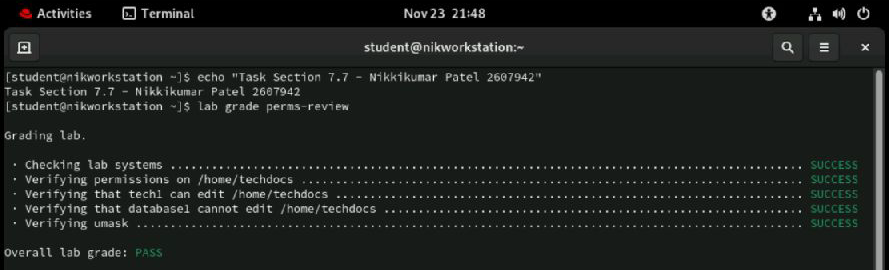 Activities Terminal Nov 23 21:48
student@nikworkstation:~
[student@nikworkstation ~]$ echo "Task Section 7.7 - Nikkikumar Patel 2607942"
Task Section 7.7 - Nikkikumar Patel 2607942
[student@nikworkstation ~]$ lab grade perms-review
Grading lab.
· Checking lab systems ........................................................................................................ SUCCESS
· Verifying permissions on /home/techdocs ..................................................................................... SUCCESS
· Verifying that tech1 can edit /home/techdocs ................................................................................ SUCCESS
· Verifying that database1 cannot edit /home/techdocs ......................................................................... SUCCESS
· Verifying umask ............................................................................................................. SUCCESS
Overall lab grade: PASS